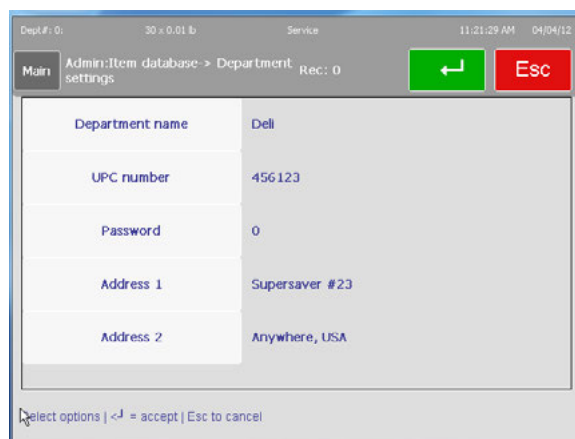 Dept#: 0: 30 x 0.01 lb Service 11:21:29 AM 04/04/12
Main Admin:Item database-> Department settings Rec: 0 Esc
Department name Deli
UPC number 456123
Password 0
Address 1 Supersaver #23
Address 2 Anywhere, USA
Select options | <┘ = accept | Esc to cancel